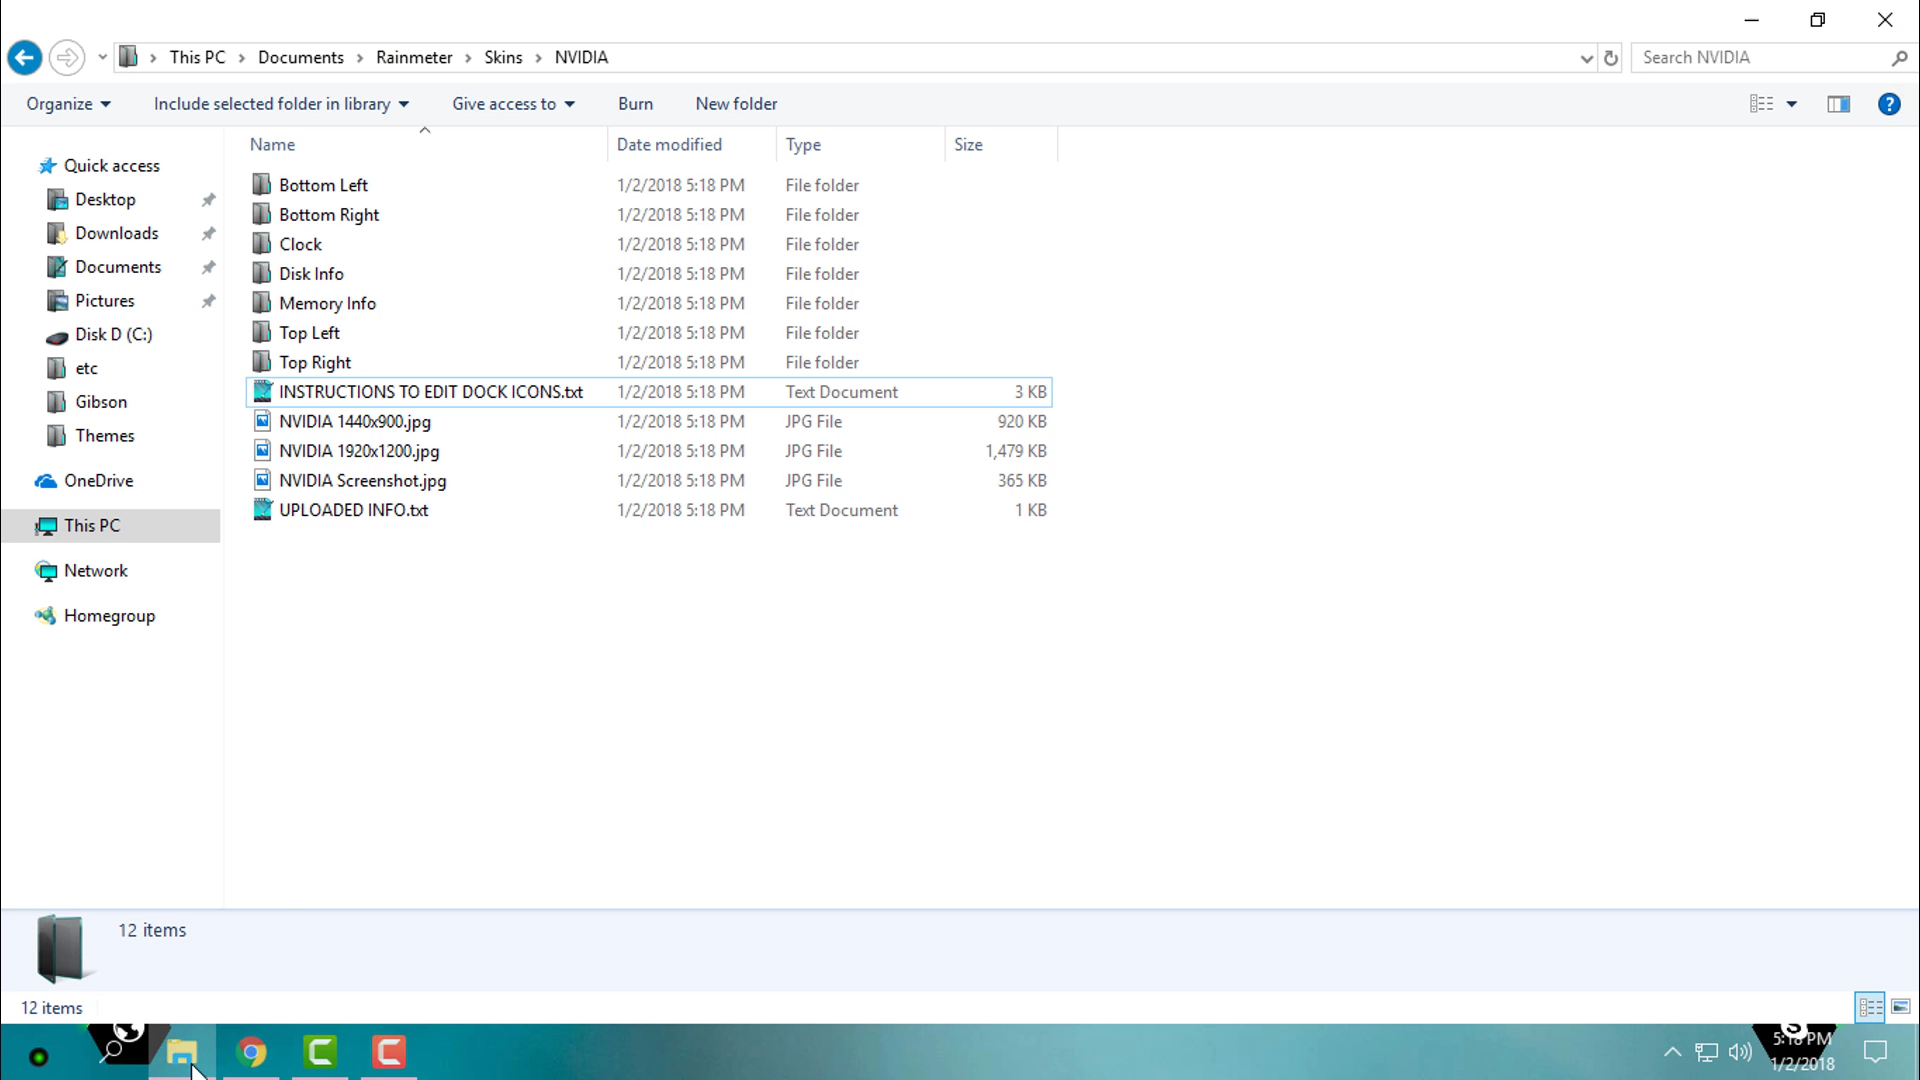 This PC > Documents > Rainmeter > Skins > NVIDIA
Search NVIDIA
Organize Include selected folder in library Give access to Burn New folder
Name Date modified Type Size
Quick access
Desktop
Downloads
Documents
Pictures
Disk D (C:)
etc
Gibson
Themes
OneDrive
This PC
Network
Homegroup
Bottom Left 1/2/2018 5:18 PM File folder
Bottom Right 1/2/2018 5:18 PM File folder
Clock 1/2/2018 5:18 PM File folder
Disk Info 1/2/2018 5:18 PM File folder
Memory Info 1/2/2018 5:18 PM File folder
Top Left 1/2/2018 5:18 PM File folder
Top Right 1/2/2018 5:18 PM File folder
INSTRUCTIONS TO EDIT DOCK ICONS.txt 1/2/2018 5:18 PM Text Document 3 KB
NVIDIA 1440x900.jpg 1/2/2018 5:18 PM JPG File 920 KB
NVIDIA 1920x1200.jpg 1/2/2018 5:18 PM JPG File 1,479 KB
NVIDIA Screenshot.jpg 1/2/2018 5:18 PM JPG File 365 KB
UPLOADED INFO.txt 1/2/2018 5:18 PM Text Document 1 KB
12 items
12 items
5:18 PM
1/2/2018